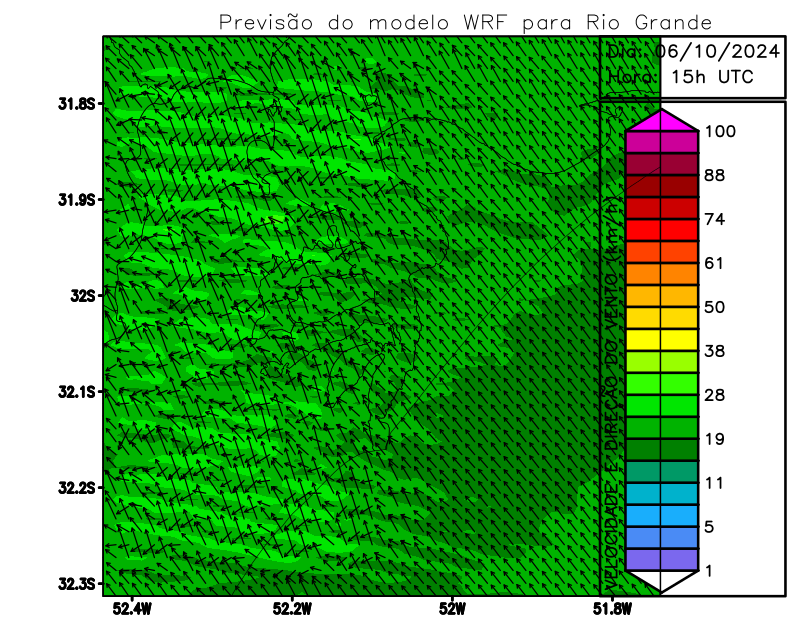 Previsão do modelo WRF para Rio Grande
Dia: 06/10/2024
Hora: 15h UTC
VELOCIDADE E DIREÇÃO DO VENTO (km/h)
100
88
74
61
50
38
28
19
11
5
1
31.8S
31.9S
32S
32.1S
32.2S
32.3S
52.4W
52.2W
52W
51.8W